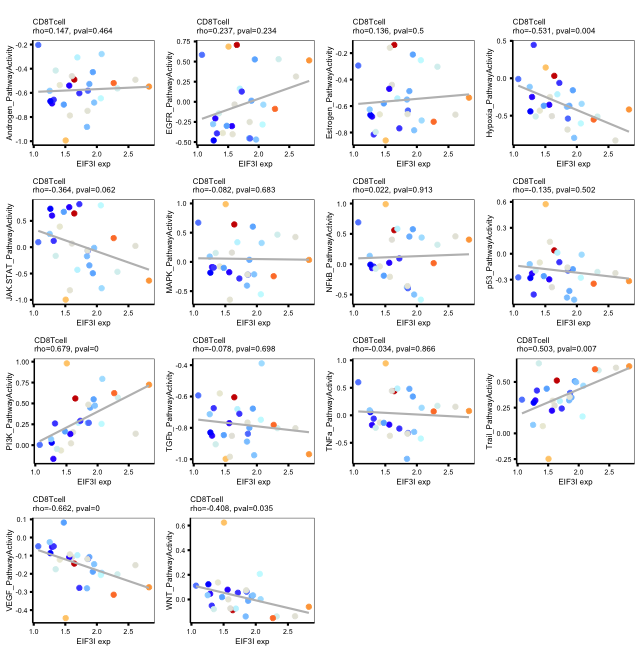 CD8Tcell
rho=0.147, pval=0.464
Androgen_PathwayActivity
-0.2
-0.4
-0.6
-0.8
-1.0
1.0 1.5 2.0 2.5
EIF3I exp
CD8Tcell
rho=0.237, pval=0.234
EGFR_PathwayActivity
0.75
0.50
0.25
0.00
-0.25
-0.50
1.0 1.5 2.0 2.5
EIF3I exp
CD8Tcell
rho=0.136, pval=0.5
Estrogen_PathwayActivity
-0.2
-0.4
-0.6
-0.8
1.0 1.5 2.0 2.5
EIF3I exp
CD8Tcell
rho=-0.531, pval=0.004
Hypoxia_PathwayActivity
0.5
0.0
-0.5
1.0 1.5 2.0 2.5
EIF3I exp
CD8Tcell
rho=-0.364, pval=0.062
JAK.STAT_PathwayActivity
0.5
0.0
-0.5
-1.0
1.0 1.5 2.0 2.5
EIF3I exp
CD8Tcell
rho=-0.082, pval=0.683
MAPK_PathwayActivity
1.0
0.5
0.0
-0.5
1.0 1.5 2.0 2.5
EIF3I exp
CD8Tcell
rho=0.022, pval=0.913
NFkB_PathwayActivity
1.0
0.5
0.0
-0.5
1.0 1.5 2.0 2.5
EIF3I exp
CD8Tcell
rho=-0.135, pval=0.502
p53_PathwayActivity
0.6
0.3
0.0
-0.3
1.0 1.5 2.0 2.5
EIF3I exp
CD8Tcell
rho=0.679, pval=0
PI3K_PathwayActivity
1.00
0.75
0.50
0.25
0.00
1.0 1.5 2.0 2.5
EIF3I exp
CD8Tcell
rho=-0.078, pval=0.698
TGFb_PathwayActivity
-0.4
-0.6
-0.8
-1.0
1.0 1.5 2.0 2.5
EIF3I exp
CD8Tcell
rho=-0.034, pval=0.866
TNFa_PathwayActivity
1.0
0.5
0.0
-0.5
1.0 1.5 2.0 2.5
EIF3I exp
CD8Tcell
rho=0.503, pval=0.007
Trail_PathwayActivity
0.50
0.25
0.00
-0.25
1.0 1.5 2.0 2.5
EIF3I exp
CD8Tcell
rho=-0.662, pval=0
VEGF_PathwayActivity
0.1
0.0
-0.1
-0.2
-0.3
-0.4
1.0 1.5 2.0 2.5
EIF3I exp
CD8Tcell
rho=-0.408, pval=0.035
WNT_PathwayActivity
0.6
0.4
0.2
0.0
1.0 1.5 2.0 2.5
EIF3I exp